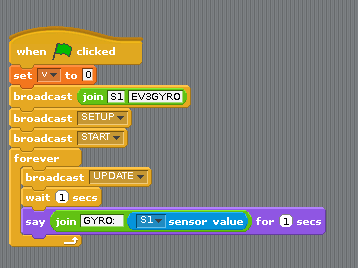 when clicked
set v to 0
broadcast join S1 EV3GYRO
broadcast SETUP
broadcast START
forever
broadcast UPDATE
wait 1 secs
say join GYRO: S1 sensor value for 1 secs